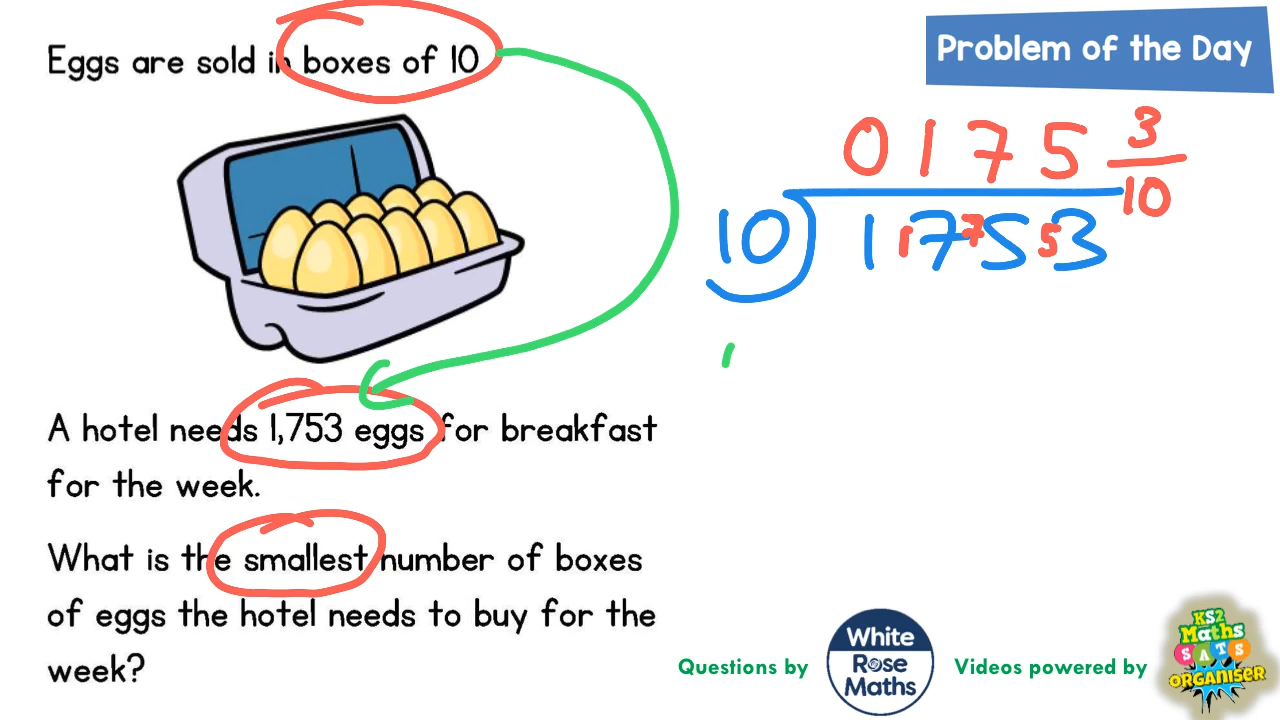 Eggs are sold in boxes of 10
Problem of the Day
0 1 7 5 3/10
10 1 1 7 7 5 5 3
A hotel needs 1,753 eggs for breakfast
for the week.
What is the smallest number of boxes
of eggs the hotel needs to buy for the
week?
Questions by
White
Rose
Maths
Videos powered by
KS2
Maths
SATS
ORGANISER